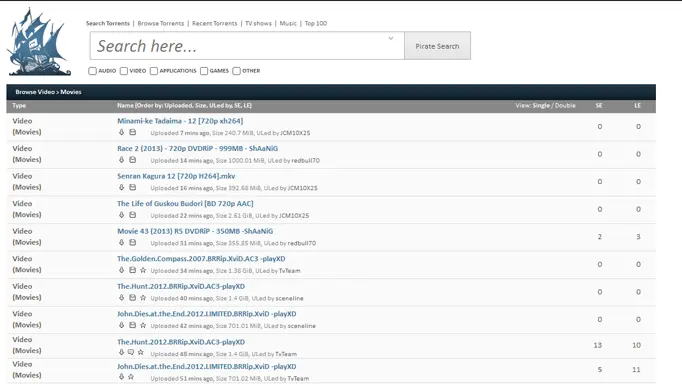 Search Torrents | Browse Torrents | Recent Torrents | TV shows | Music | Top 100
Search here...
Pirate Search
AUDIO VIDEO APPLICATIONS GAMES OTHER
Browse Video > Movies
Type Name (Order by: Uploaded, Size, ULed by, SE, LE) View: Single / Double SE LE
Video (Movies)
Minami-ke Tadaima - 12 [720p xh264]
Uploaded 7 mins ago, Size 240.7 MiB, ULed by JCM10X25
0 0
Video (Movies)
Race 2 (2013) - 720p DVDRiP - 999MB - ShAaNiG
Uploaded 14 mins ago, Size 1000.01 MiB, ULed by redbull70
0 0
Video (Movies)
Senran Kagura 12 [720p H264].mkv
Uploaded 16 mins ago, Size 392.68 MiB, ULed by JCM10X25
0 0
Video (Movies)
The Life of Guskou Budori [BD 720p AAC]
Uploaded 22 mins ago, Size 2.61 GiB, ULed by JCM10X25
0 0
Video (Movies)
Movie 43 (2013) R5 DVDRiP - 350MB -ShAaNiG
Uploaded 31 mins ago, Size 355.85 MiB, ULed by redbull70
2 3
Video (Movies)
The.Golden.Compass.2007.BRRip.XviD.AC3 -playXD
Uploaded 34 mins ago, Size 1.38 GiB, ULed by TvTeam
0 0
Video (Movies)
The.Hunt.2012.BRRip.XviD.AC3-playXD
Uploaded 40 mins ago, Size 1.4 GiB, ULed by sceneline
0 0
Video (Movies)
John.Dies.at.the.End.2012.LIMITED.BRRip.XviD -playXD
Uploaded 42 mins ago, Size 701.01 MiB, ULed by sceneline
0 0
Video (Movies)
The.Hunt.2012.BRRip.XviD.AC3-playXD
Uploaded 48 mins ago, Size 1.4 GiB, ULed by TvTeam
13 10
Video (Movies)
John.Dies.at.the.End.2012.LIMITED.BRRip.XviD -playXD
Uploaded 51 mins ago, Size 701.02 MiB, ULed by TvTeam
5 11